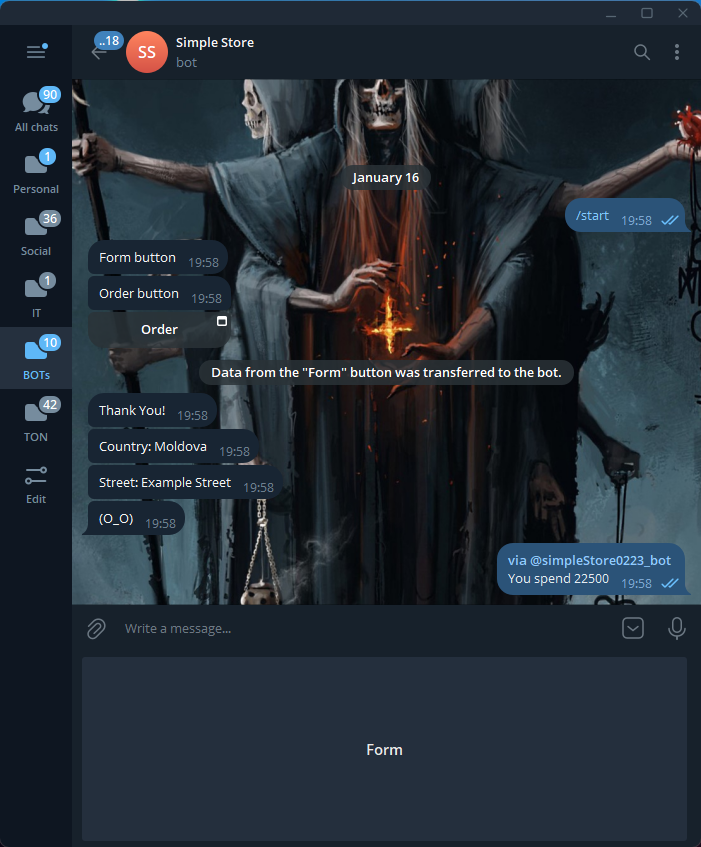 ..18
SS
Simple Store
bot
90
All chats
1
Personal
36
Social
1
IT
10
BOTs
42
TON
Edit
January 16
/start 19:58
Form button 19:58
Order button 19:58
Order
Data from the "Form" button was transferred to the bot.
Thank You! 19:58
Country: Moldova 19:58
Street: Example Street 19:58
(O_O) 19:58
via @simpleStore0223_bot
You spend 22500 19:58
Write a message...
Form